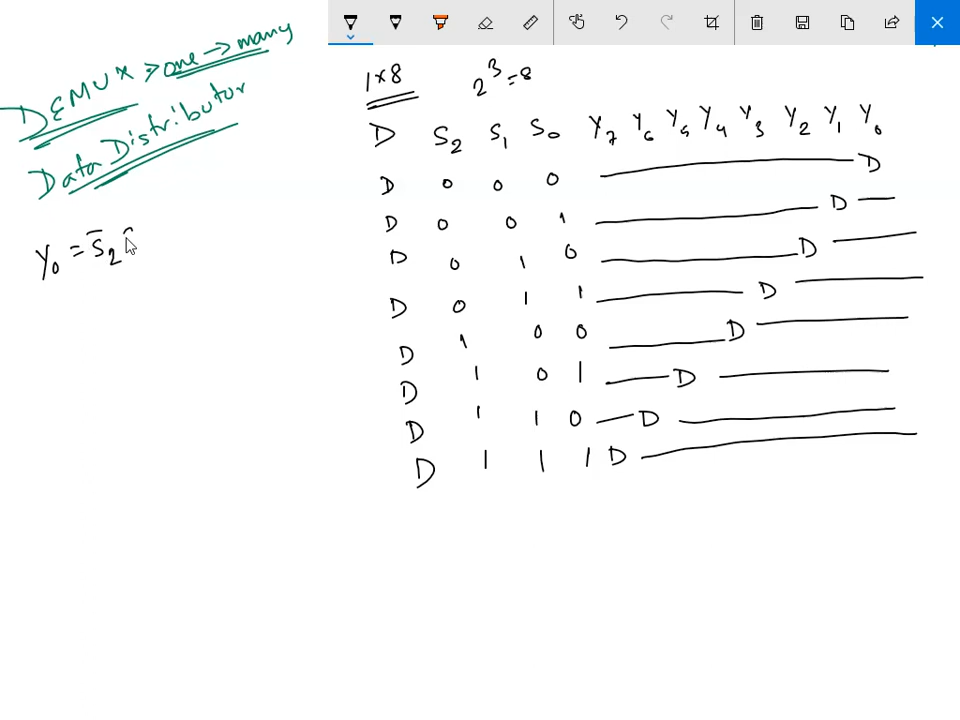 DEMUX → one → many
Data Distributor
Y₀ = S̄₂
1×8 2³=8
D S₂ S₁ S₀ Y₇ Y₆ Y₅ Y₄ Y₃ Y₂ Y₁ Y₀
D 0 0 0 D
D 0 0 1 D
D 0 1 0 D
D 0 1 1 D
D 1 0 0 D
D 1 0 1 D
D 1 1 0 D
D 1 1 1 D